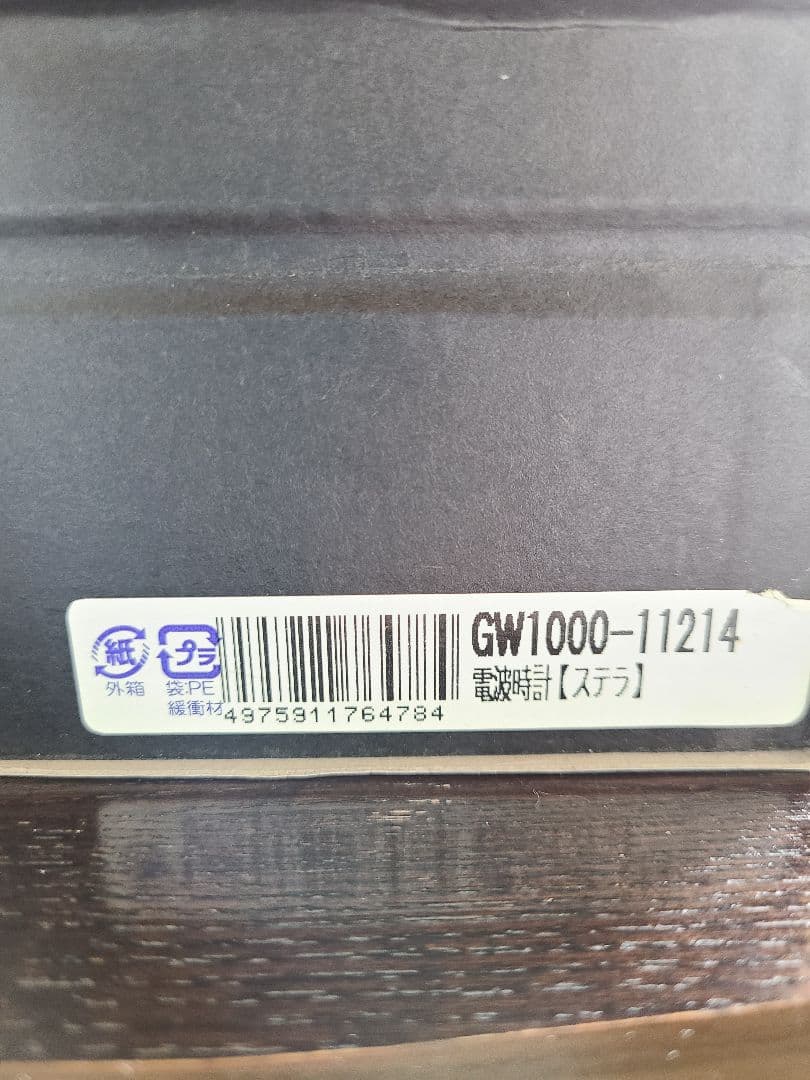 紙
外箱
プラ
袋:PE
緩衝材
4975911764784
GW1000-11214
電波時計【ステラ】